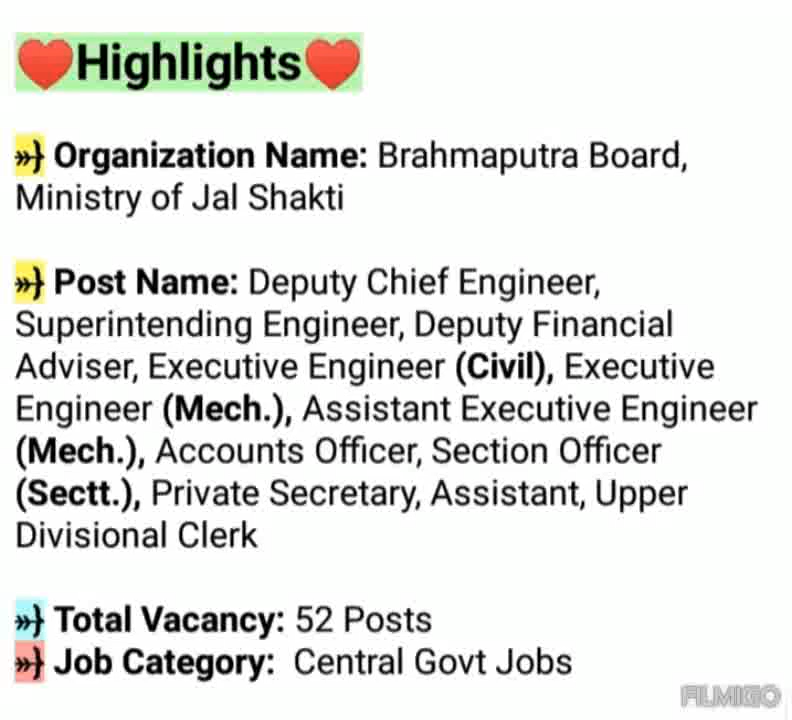 ❤️Highlights❤️
»} Organization Name: Brahmaputra Board,
Ministry of Jal Shakti
»} Post Name: Deputy Chief Engineer,
Superintending Engineer, Deputy Financial
Adviser, Executive Engineer (Civil), Executive
Engineer (Mech.), Assistant Executive Engineer
(Mech.), Accounts Officer, Section Officer
(Sectt.), Private Secretary, Assistant, Upper
Divisional Clerk
»} Total Vacancy: 52 Posts
»} Job Category: Central Govt Jobs
FILMIGO